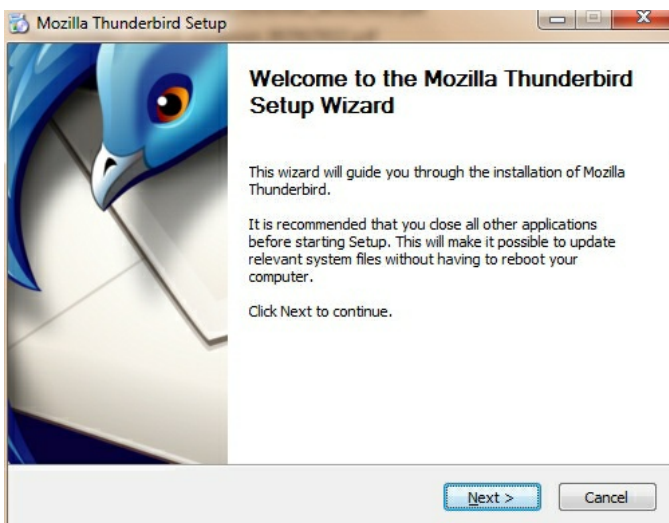 Mozilla Thunderbird Setup
Welcome to the Mozilla Thunderbird
Setup Wizard
This wizard will guide you through the installation of Mozilla
Thunderbird.
It is recommended that you close all other applications
before starting Setup. This will make it possible to update
relevant system files without having to reboot your
computer.
Click Next to continue.
Next >
Cancel